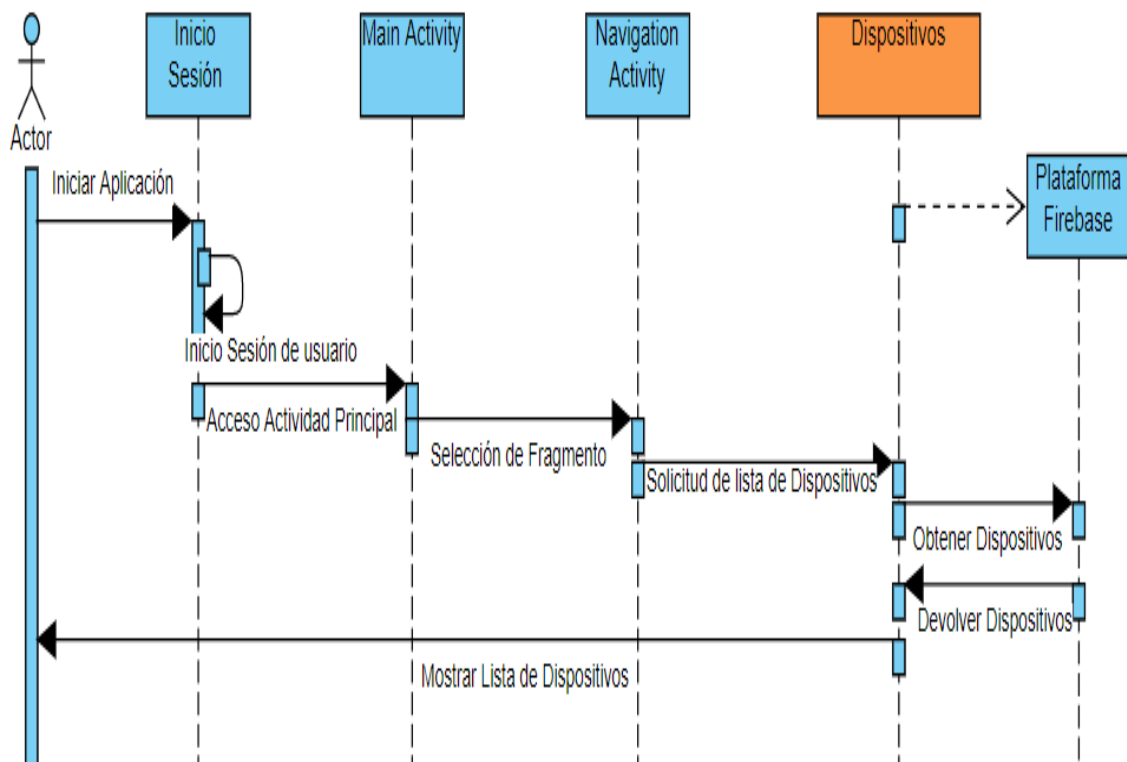 Inicio
Sesión
Main Activity
Navigation
Activity
Dispositivos
Actor
Plataforma
Firebase
Iniciar Aplicación
Inicio Sesión de usuario
Acceso Actividad Principal
Selección de Fragmento
Solicitud de lista de Dispositivos
Obtener Dispositivos
Devolver Dispositivos
Mostrar Lista de Dispositivos